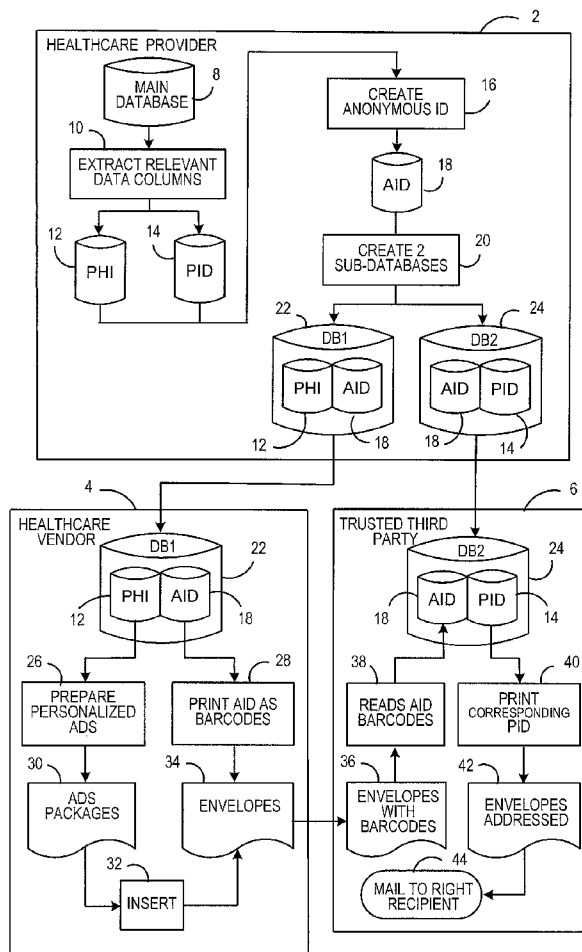 2
HEALTHCARE PROVIDER
MAIN
DATABASE
8
10
EXTRACT RELEVANT
DATA COLUMNS
12
PHI
14
PID
CREATE
ANONYMOUS ID
16
AID
18
CREATE 2
SUB-DATABASES
20
22
DB1
PHI
AID
12
18
24
DB2
AID
PID
18
14
4
HEALTHCARE
VENDOR
DB1
22
PHI
AID
12
18
26
PREPARE
PERSONALIZED
ADS
28
PRINT AID AS
BARCODES
30
ADS
PACKAGES
34
ENVELOPES
32
INSERT
6
TRUSTED THIRD
PARTY
DB2
24
AID
PID
18
14
38
READS AID
BARCODES
40
PRINT
CORRESPONDING
PID
36
ENVELOPES
WITH
BARCODES
42
ENVELOPES
ADDRESSED
44
MAIL TO RIGHT
RECIPIENT